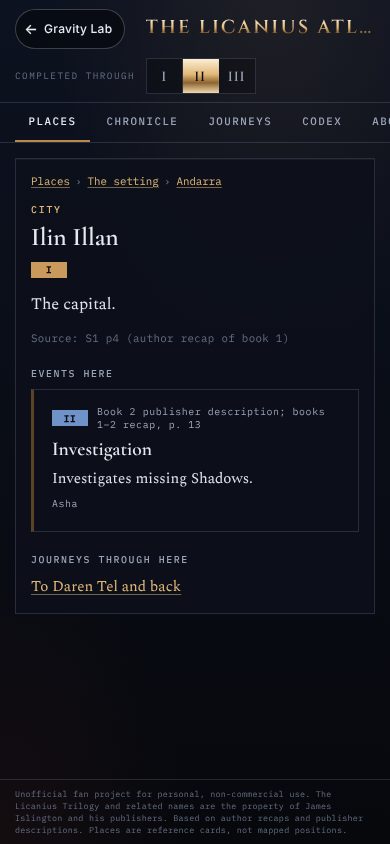 ← Gravity Lab
THE LICANIUS ATL…
COMPLETED THROUGH
I II III
PLACES CHRONICLE JOURNEYS CODEX
Places › The setting › Andarra
CITY
Ilin Illan
I
The capital.
Source: S1 p4 (author recap of book 1)
EVENTS HERE
II Book 2 publisher description; books
1–2 recap, p. 13
Investigation
Investigates missing Shadows.
Asha
JOURNEYS THROUGH HERE
To Daren Tel and back
Unofficial fan project for personal, non-commercial use. The
Licanius Trilogy and related names are the property of James
Islington and his publishers. Based on author recaps and publisher
descriptions. Places are reference cards, not mapped positions.